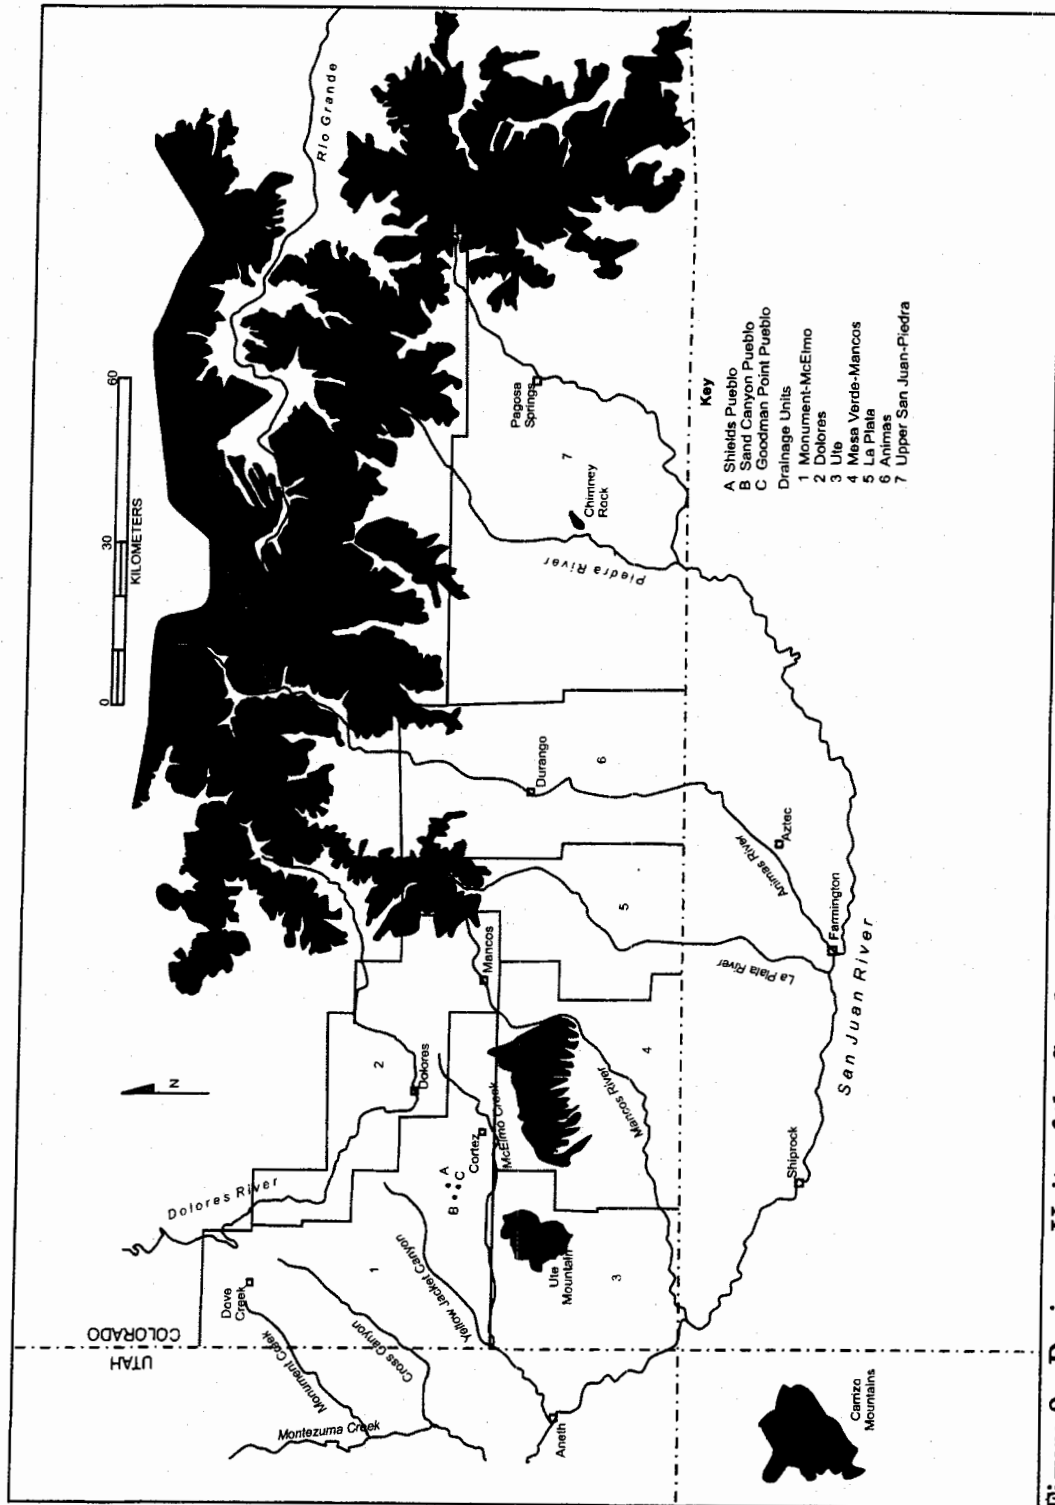 UTAH
COLORADO
Dove
Creek
Dolores River
Monument Creek
Cross Canyon
Montezuma Creek
Yellow Jacket Canyon
Aneth
1
B
A
C
Cortez
McElmo Creek
2
Dolores
N
Mancos
Ute
Mountain
3
Mancos River
4
5
La Plata River
Durango
6
Animas River
Aztec
Farmington
Shiprock
San Juan River
Carrizo
Mountains
0
30
60
KILOMETERS
Rio Grande
Pagosa
Springs
7
Chimney
Rock
Piedra River
Key
A Shields Pueblo
B Sand Canyon Pueblo
C Goodman Point Pueblo
Drainage Units
1 Monument-McElmo
2 Dolores
3 Ute
4 Mesa Verde-Mancos
5 La Plata
6 Animas
7 Upper San Juan-Piedra